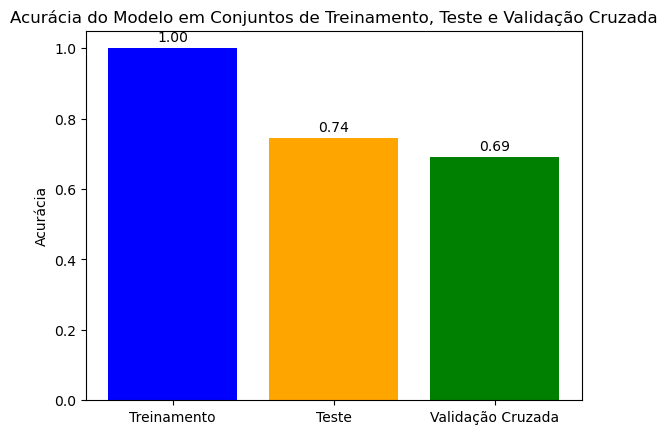 Acurácia do Modelo em Conjuntos de Treinamento, Teste e Validação Cruzada
1.00
1.0
0.74
0.8
0.69
0.6
Acurácia
0.4
0.2
0.0
Treinamento
Teste
Validação Cruzada